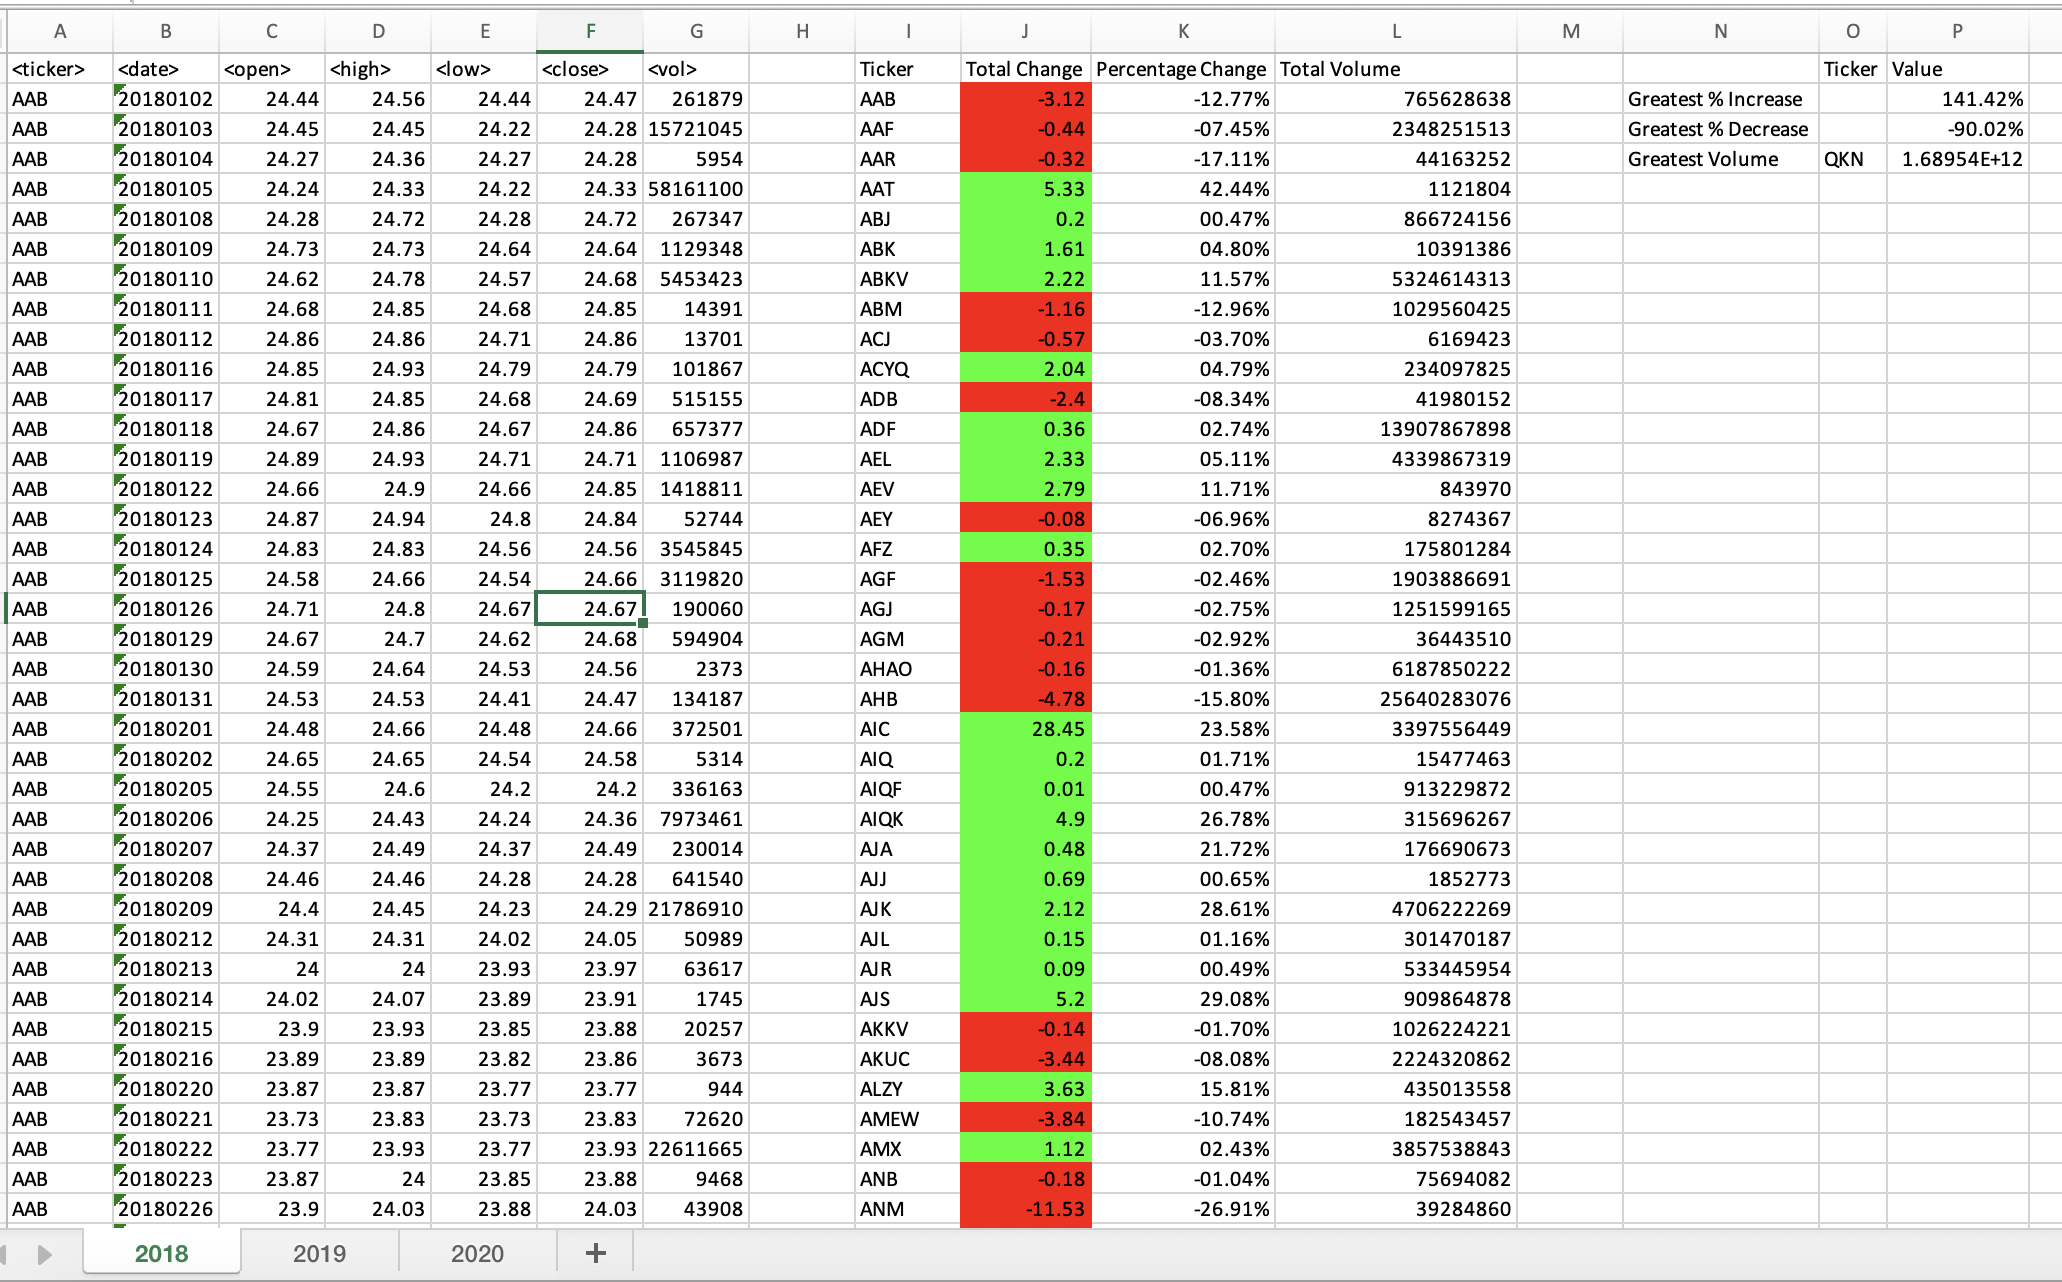 A B C D E F G H I J K L M N O P
<ticker> <date> <open> <high> <low> <close> <vol> Ticker Total Change Percentage Change Total Volume Ticker Value
AAB 20180102 24.44 24.56 24.44 24.47 261879 AAB -3.12 -12.77% 765628638 Greatest % Increase 141.42%
AAB 20180103 24.45 24.45 24.22 24.28 15721045 AAF -0.44 -07.45% 2348251513 Greatest % Decrease -90.02%
AAB 20180104 24.27 24.36 24.27 24.28 5954 AAR -0.32 -17.11% 44163252 Greatest Volume QKN 1.68954E+12
AAB 20180105 24.24 24.33 24.22 24.33 58161100 AAT 5.33 42.44% 1121804
AAB 20180108 24.28 24.72 24.28 24.72 267347 ABJ 0.2 00.47% 866724156
AAB 20180109 24.73 24.73 24.64 24.64 1129348 ABK 1.61 04.80% 10391386
AAB 20180110 24.62 24.78 24.57 24.68 5453423 ABKV 2.22 11.57% 5324614313
AAB 20180111 24.68 24.85 24.68 24.85 14391 ABM -1.16 -12.96% 1029560425
AAB 20180112 24.86 24.86 24.71 24.86 13701 ACJ -0.57 -03.70% 6169423
AAB 20180116 24.85 24.93 24.79 24.79 101867 ACYQ 2.04 04.79% 234097825
AAB 20180117 24.81 24.85 24.68 24.69 515155 ADB -2.4 -08.34% 41980152
AAB 20180118 24.67 24.86 24.67 24.86 657377 ADF 0.36 02.74% 13907867898
AAB 20180119 24.89 24.93 24.71 24.71 1106987 AEL 2.33 05.11% 4339867319
AAB 20180122 24.66 24.9 24.66 24.85 1418811 AEV 2.79 11.71% 843970
AAB 20180123 24.87 24.94 24.8 24.84 52744 AEY -0.08 -06.96% 8274367
AAB 20180124 24.83 24.83 24.56 24.56 3545845 AFZ 0.35 02.70% 175801284
AAB 20180125 24.58 24.66 24.54 24.66 3119820 AGF -1.53 -02.46% 1903886691
AAB 20180126 24.71 24.8 24.67 24.67 190060 AGJ -0.17 -02.75% 1251599165
AAB 20180129 24.67 24.7 24.62 24.68 594904 AGM -0.21 -02.92% 36443510
AAB 20180130 24.59 24.64 24.53 24.56 2373 AHAO -0.16 -01.36% 6187850222
AAB 20180131 24.53 24.53 24.41 24.47 134187 AHB -4.78 -15.80% 25640283076
AAB 20180201 24.48 24.66 24.48 24.66 372501 AIC 28.45 23.58% 3397556449
AAB 20180202 24.65 24.65 24.54 24.58 5314 AIQ 0.2 01.71% 15477463
AAB 20180205 24.55 24.6 24.2 24.2 336163 AIQF 0.01 00.47% 913229872
AAB 20180206 24.25 24.43 24.24 24.36 7973461 AIQK 4.9 26.78% 315696267
AAB 20180207 24.37 24.49 24.37 24.49 230014 AJA 0.48 21.72% 176690673
AAB 20180208 24.46 24.46 24.28 24.28 641540 AJJ 0.69 00.65% 1852773
AAB 20180209 24.4 24.45 24.23 24.29 21786910 AJK 2.12 28.61% 4706222269
AAB 20180212 24.31 24.31 24.02 24.05 50989 AJL 0.15 01.16% 301470187
AAB 20180213 24 24 23.93 23.97 63617 AJR 0.09 00.49% 533445954
AAB 20180214 24.02 24.07 23.89 23.91 1745 AJS 5.2 29.08% 909864878
AAB 20180215 23.9 23.93 23.85 23.88 20257 AKKV -0.14 -01.70% 1026224221
AAB 20180216 23.89 23.89 23.82 23.86 3673 AKUC -3.44 -08.08% 2224320862
AAB 20180220 23.87 23.87 23.77 23.77 944 ALZY 3.63 15.81% 435013558
AAB 20180221 23.73 23.83 23.73 23.83 72620 AMEW -3.84 -10.74% 182543457
AAB 20180222 23.77 23.93 23.77 23.93 22611665 AMX 1.12 02.43% 3857538843
AAB 20180223 23.87 24 23.85 23.88 9468 ANB -0.18 -01.04% 75694082
AAB 20180226 23.9 24.03 23.88 24.03 43908 ANM -11.53 -26.91% 39284860
2018 2019 2020 +